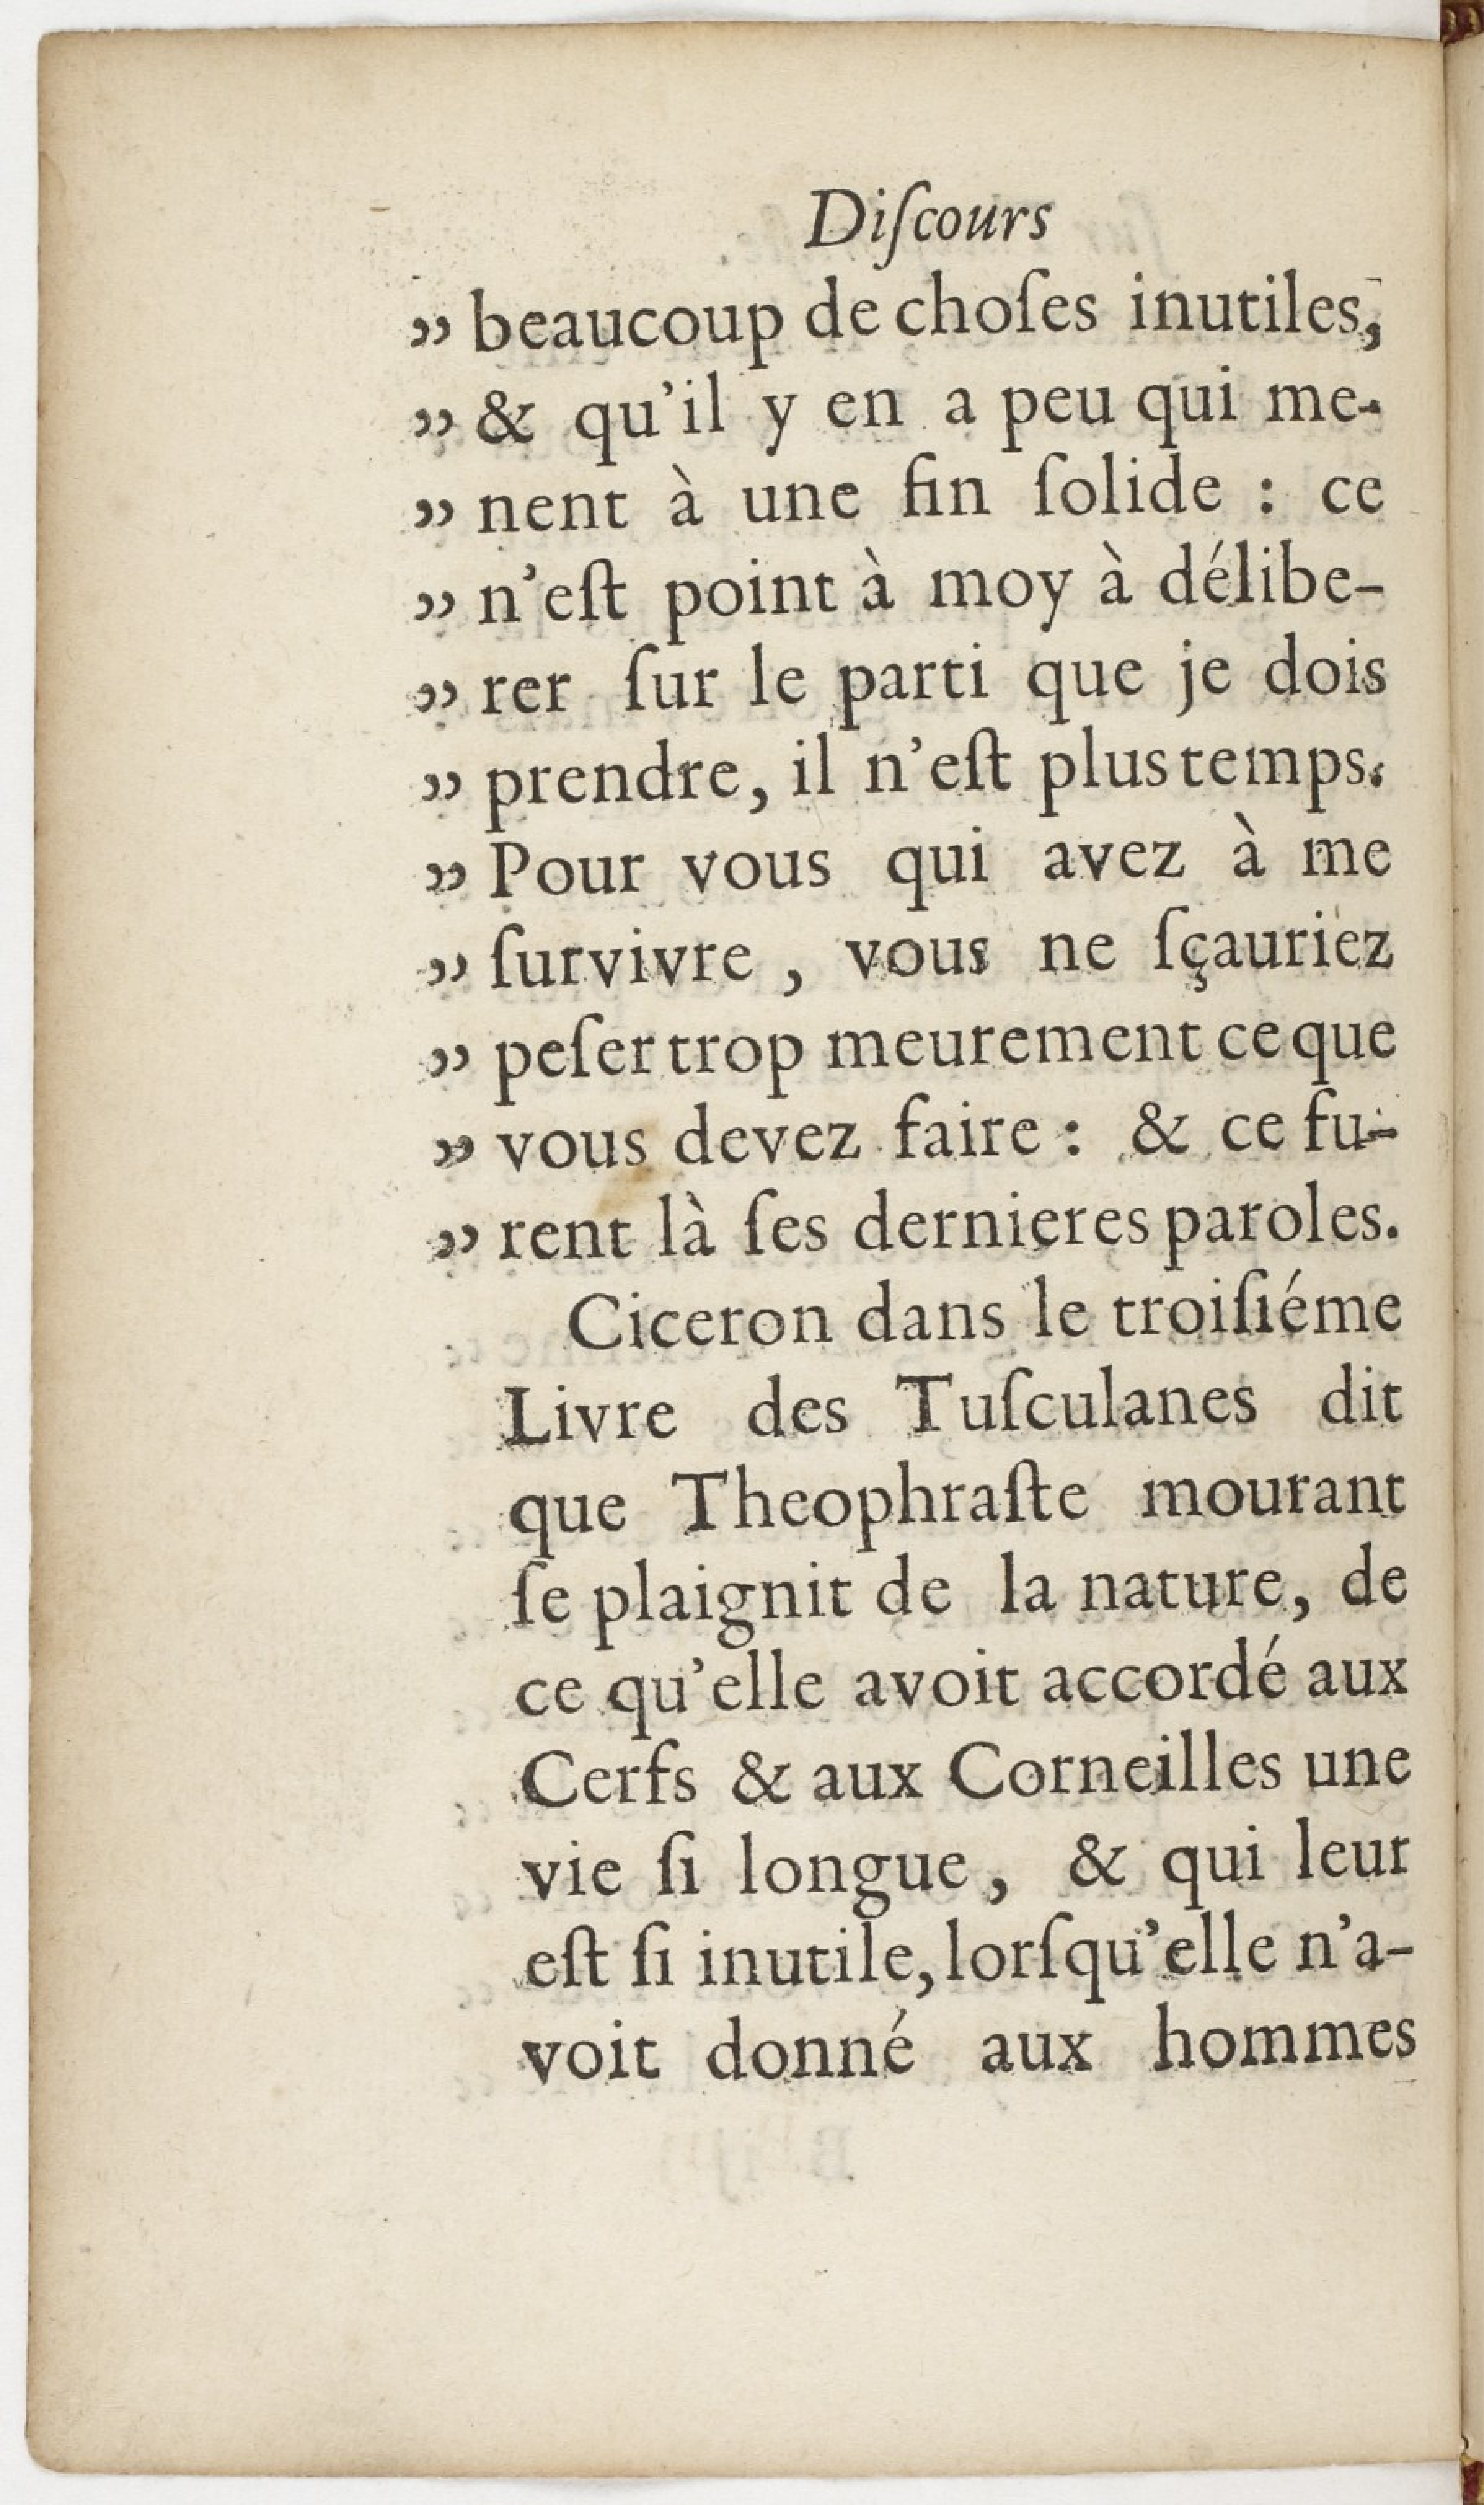 Diſcours
„ beaucoup de choſes inutiles,
„ & qu'il y en a peu qui me-
„ nent à une fin ſolide : ce
„ n'eſt point à moy à délibe-
„ rer ſur le parti que je dois
„ prendre, il n'eſt plus temps.
„ Pour vous qui avez à me
„ ſurvivre , vous ne ſçauriez
„ peſer trop meurement ce que
„ vous devez faire : & ce fu-
„ rent là ſes dernieres paroles.
Ciceron dans le troiſiéme
Livre des Tuſculanes dit
que Theophraſte mourant
ſe plaignit de la nature, de
ce qu'elle avoit accordé aux
Cerfs & aux Corneilles une
vie ſi longue, & qui leur
eſt ſi inutile, lorſqu'elle n'a-
voit donné aux hommes